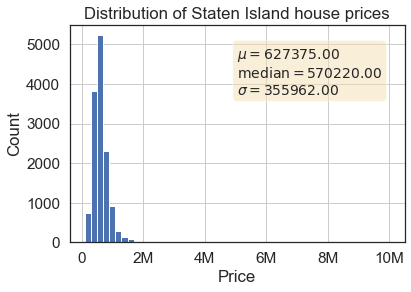 Distribution of Staten Island house prices
5000
4000
3000
2000
1000
0
Count
μ = 627375.00
median = 570220.00
σ = 355962.00
0 2M 4M 6M 8M 10M
Price